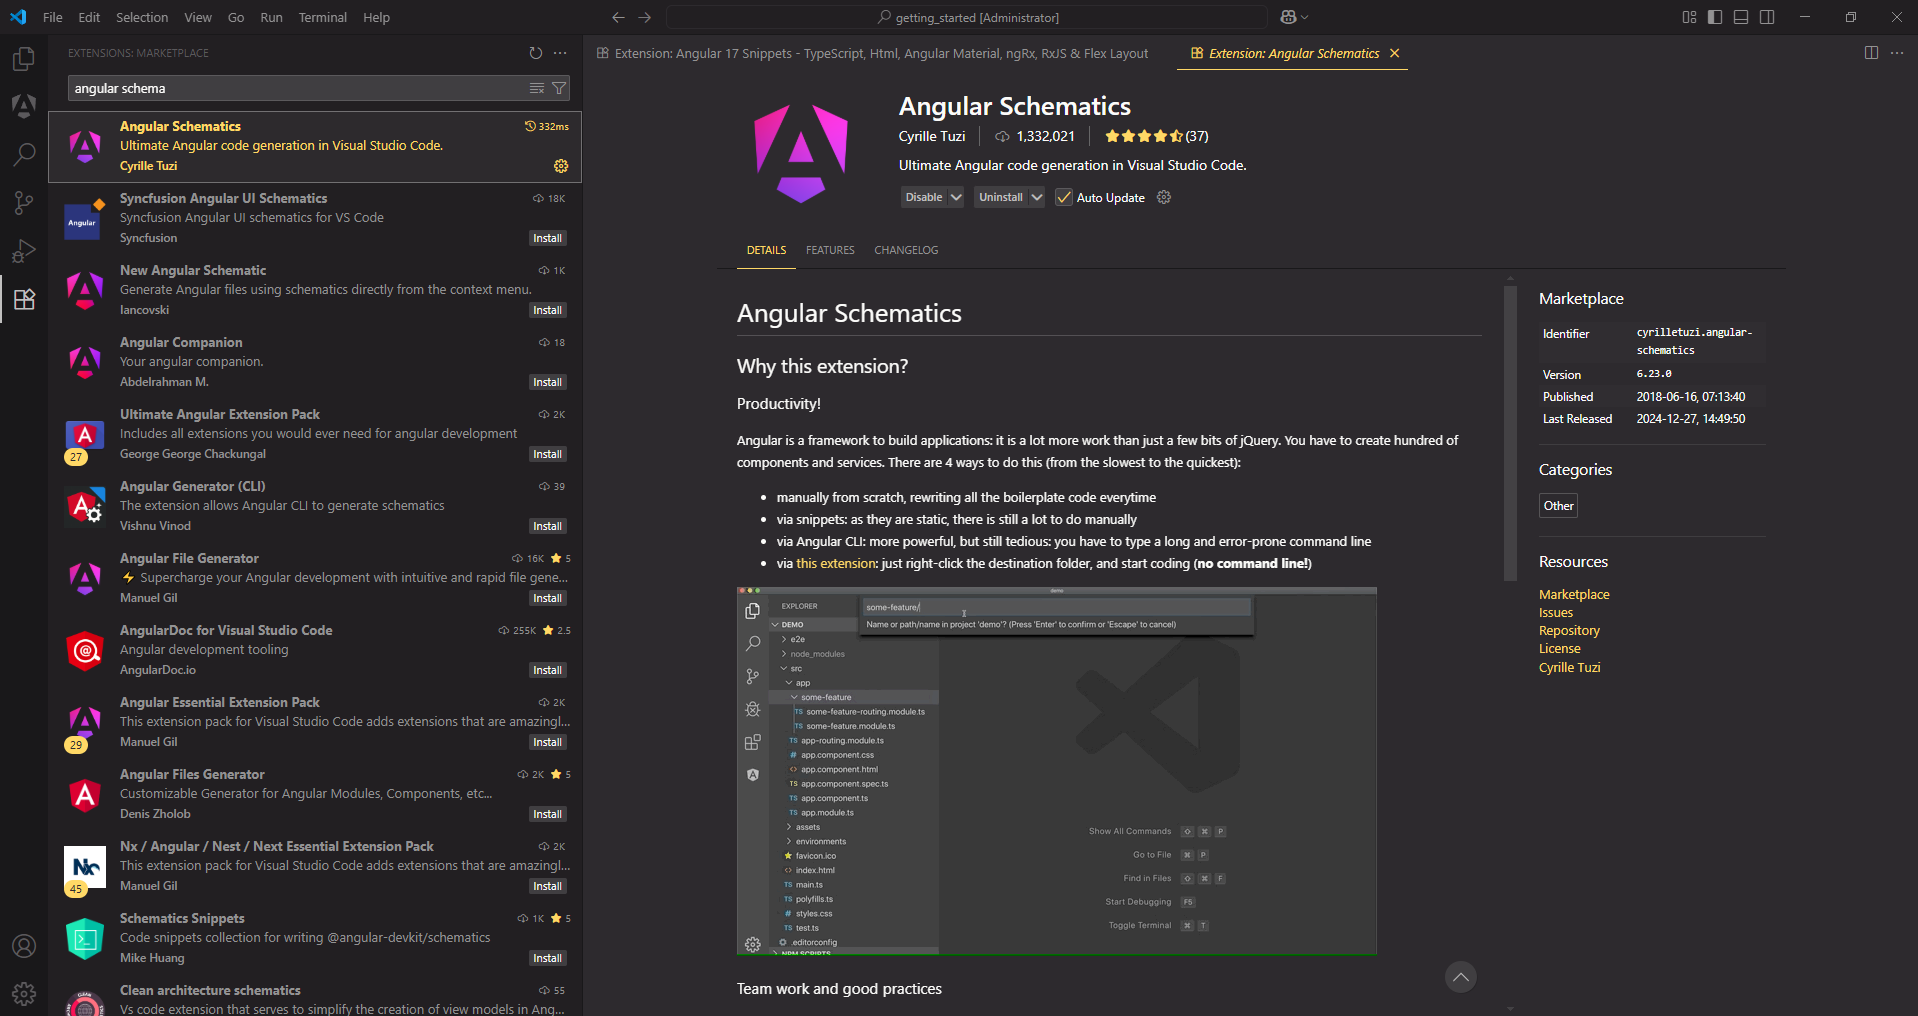 File Edit Selection View Go Run Terminal Help
getting_started [Administrator]
EXTENSIONS: MARKETPLACE
angular schema
Angular Schematics
332ms
Ultimate Angular code generation in Visual Studio Code.
Cyrille Tuzi
Syncfusion Angular UI Schematics
18K
Syncfusion Angular UI schematics for VS Code
Angular
Syncfusion
Install
New Angular Schematic
1K
Generate Angular files using schematics directly from the context menu.
Iancovski
Install
Angular Companion
18
Your angular companion.
Abdelrahman M.
Install
Ultimate Angular Extension Pack
2K
Includes all extensions you would ever need for angular development
27
George George Chackungal
Install
Angular Generator (CLI)
39
The extension allows Angular CLI to generate schematics
Vishnu Vinod
Install
Angular File Generator
16K 5
⚡ Supercharge your Angular development with intuitive and rapid file gene...
Manuel Gil
Install
AngularDoc for Visual Studio Code
255K 2.5
Angular development tooling
AngularDoc.io
Install
Angular Essential Extension Pack
2K
This extension pack for Visual Studio Code adds extensions that are amazingl...
29
Manuel Gil
Install
Angular Files Generator
2K 5
Customizable Generator for Angular Modules, Components, etc...
Denis Zholob
Install
Nx / Angular / Nest / Next Essential Extension Pack
2K
This extension pack for Visual Studio Code adds extensions that are amazingl...
Nx
45
Manuel Gil
Install
Schematics Snippets
1K 5
Code snippets collection for writing @angular-devkit/schematics
Mike Huang
Install
Clean architecture schematics
55
CLEAN
Vs code extension that serves to simplify the creation of view models in Ang...
Extension: Angular 17 Snippets - TypeScript, Html, Angular Material, ngRx, RxJS & Flex Layout
Extension: Angular Schematics
Angular Schematics
Cyrille Tuzi
1,332,021
(37)
Ultimate Angular code generation in Visual Studio Code.
Disable
Uninstall
Auto Update
DETAILS FEATURES CHANGELOG
Angular Schematics
Why this extension?
Productivity!
Angular is a framework to build applications: it is a lot more work than just a few bits of jQuery. You have to create hundred of
components and services. There are 4 ways to do this (from the slowest to the quickest):
• manually from scratch, rewriting all the boilerplate code everytime
• via snippets: as they are static, there is still a lot to do manually
• via Angular CLI: more powerful, but still tedious: you have to type a long and error-prone command line
• via this extension: just right-click the destination folder, and start coding (no command line!)
demo
EXPLORER
some-feature/
Name or path/name in project 'demo'? (Press 'Enter' to confirm or 'Escape' to cancel)
DEMO
e2e
node_modules
src
app
some-feature
TS some-feature-routing.module.ts
TS some-feature.module.ts
TS app-routing.module.ts
# app.component.css
<> app.component.html
TS app.component.spec.ts
TS app.component.ts
TS app.module.ts
assets
environments
favicon.ico
<> index.html
TS main.ts
TS polyfills.ts
# styles.css
TS test.ts
.editorconfig
NPM SCRIPTS
Show All Commands ⇧ ⌘ P
Go to File ⌘ P
Find in Files ⇧ ⌘ F
Start Debugging F5
Toggle Terminal ⌘ T
Team work and good practices
Marketplace
Identifier
cyrilletuzi.angular-
schematics
Version 6.23.0
Published 2018-06-16, 07:13:40
Last Released 2024-12-27, 14:49:50
Categories
Other
Resources
Marketplace
Issues
Repository
License
Cyrille Tuzi